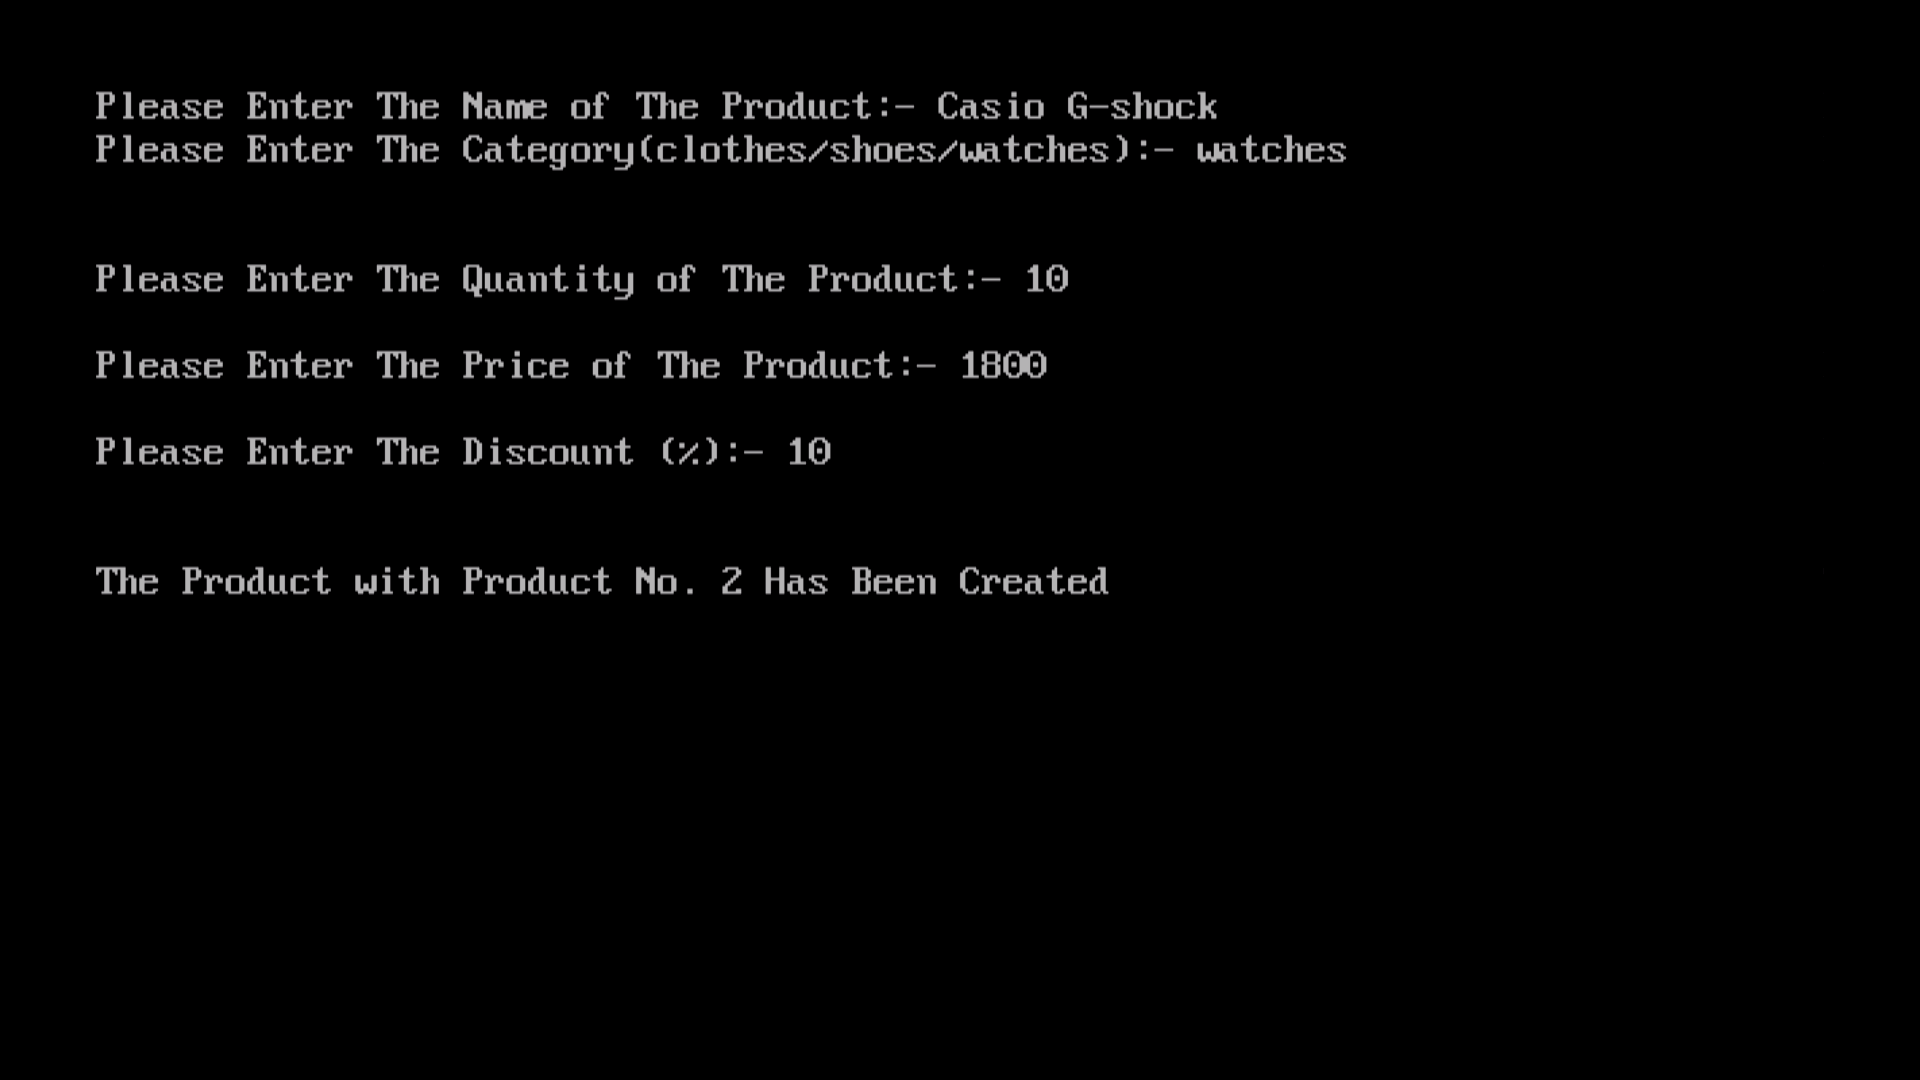 Please Enter The Name of The Product:- Casio G-shock
Please Enter The Category(clothes/shoes/watches):- watches
Please Enter The Quantity of The Product:- 10
Please Enter The Price of The Product:- 1800
Please Enter The Discount (%):- 10
The Product with Product No. 2 Has Been Created